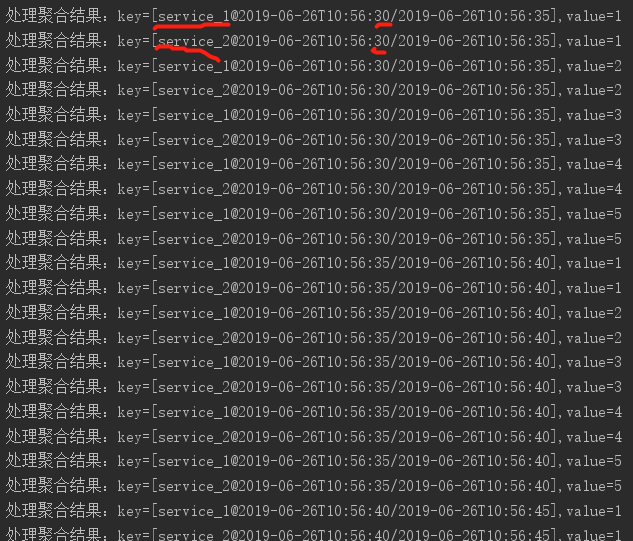 处理聚合结果：key=[service_1@2019-06-26T10:56:30/2019-06-26T10:56:35],value=1
处理聚合结果：key=[service_2@2019-06-26T10:56:30/2019-06-26T10:56:35],value=1
处理聚合结果：key=[service_1@2019-06-26T10:56:30/2019-06-26T10:56:35],value=2
处理聚合结果：key=[service_2@2019-06-26T10:56:30/2019-06-26T10:56:35],value=2
处理聚合结果：key=[service_1@2019-06-26T10:56:30/2019-06-26T10:56:35],value=3
处理聚合结果：key=[service_2@2019-06-26T10:56:30/2019-06-26T10:56:35],value=3
处理聚合结果：key=[service_1@2019-06-26T10:56:30/2019-06-26T10:56:35],value=4
处理聚合结果：key=[service_2@2019-06-26T10:56:30/2019-06-26T10:56:35],value=4
处理聚合结果：key=[service_1@2019-06-26T10:56:30/2019-06-26T10:56:35],value=5
处理聚合结果：key=[service_2@2019-06-26T10:56:30/2019-06-26T10:56:35],value=5
处理聚合结果：key=[service_1@2019-06-26T10:56:35/2019-06-26T10:56:40],value=1
处理聚合结果：key=[service_2@2019-06-26T10:56:35/2019-06-26T10:56:40],value=1
处理聚合结果：key=[service_1@2019-06-26T10:56:35/2019-06-26T10:56:40],value=2
处理聚合结果：key=[service_2@2019-06-26T10:56:35/2019-06-26T10:56:40],value=2
处理聚合结果：key=[service_1@2019-06-26T10:56:35/2019-06-26T10:56:40],value=3
处理聚合结果：key=[service_2@2019-06-26T10:56:35/2019-06-26T10:56:40],value=3
处理聚合结果：key=[service_1@2019-06-26T10:56:35/2019-06-26T10:56:40],value=4
处理聚合结果：key=[service_2@2019-06-26T10:56:35/2019-06-26T10:56:40],value=4
处理聚合结果：key=[service_1@2019-06-26T10:56:35/2019-06-26T10:56:40],value=5
处理聚合结果：key=[service_2@2019-06-26T10:56:35/2019-06-26T10:56:40],value=5
处理聚合结果：key=[service_1@2019-06-26T10:56:40/2019-06-26T10:56:45],value=1
处理聚合结果：key=[service_2@2019-06-26T10:56:40/2019-06-26T10:56:45],value=1